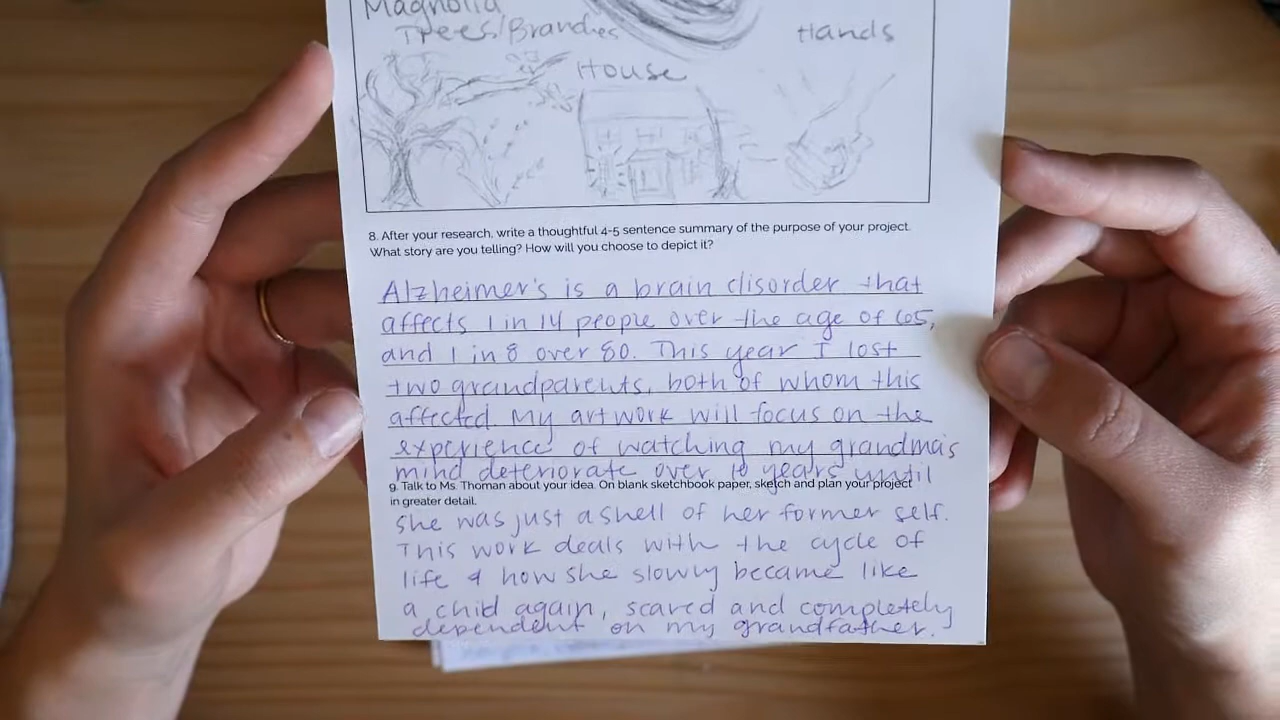 Magnolia
Trees/Branches
House
Hands
8. After your research, write a thoughtful 4-5 sentence summary of the purpose of your project.
What story are you telling? How will you choose to depict it?
Alzheimer's is a brain disorder that
affects 1 in 14 people over the age of 65,
and 1 in 8 over 80. This year I lost
two grandparents, both of whom this
affected. My artwork will focus on the
experience of watching my grandma's
mind deteriorate over 10 years until
9. Talk to Ms. Thoman about your idea. On blank sketchbook paper, sketch and plan your project
in greater detail.
she was just a shell of her former self.
This work deals with the cycle of
life & how she slowly became like
a child again, scared and completely
dependent on my grandfather.